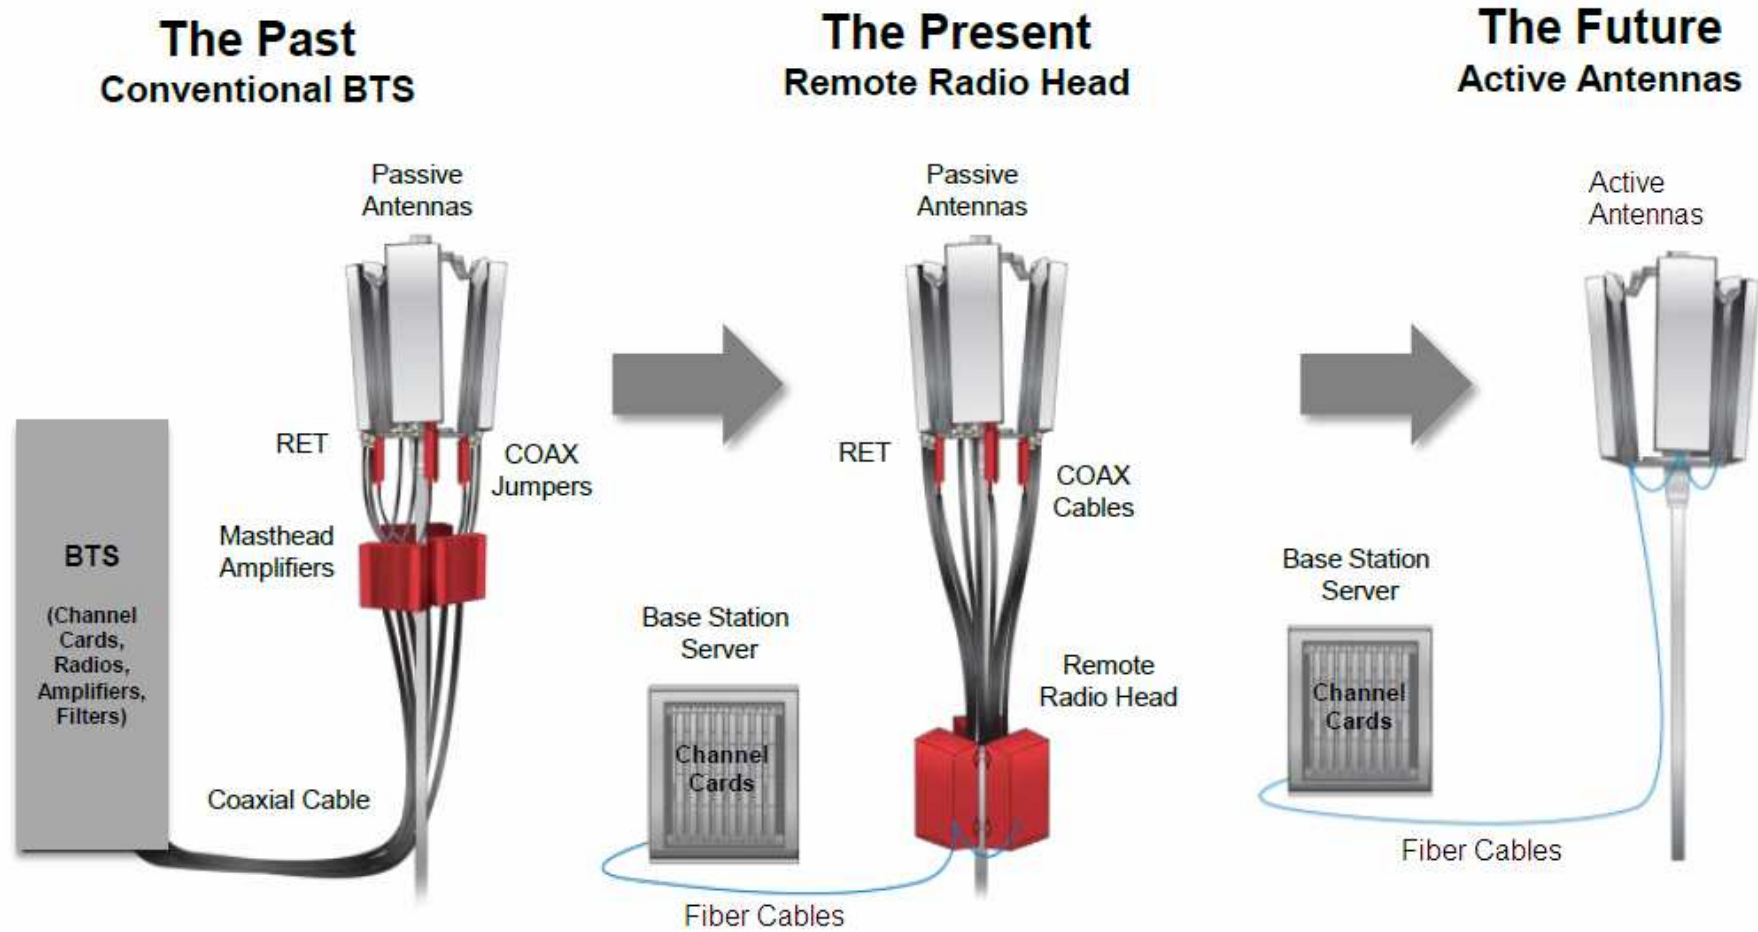 The Past
Conventional BTS
Passive
Antennas
RET
COAX
Jumpers
Masthead
Amplifiers
BTS
(Channel
Cards,
Radios,
Amplifiers,
Filters)
Coaxial Cable
The Present
Remote Radio Head
Passive
Antennas
RET
COAX
Cables
Base Station
Server
Channel
Cards
Remote
Radio Head
Fiber Cables
The Future
Active Antennas
Active
Antennas
Base Station
Server
Channel
Cards
Fiber Cables